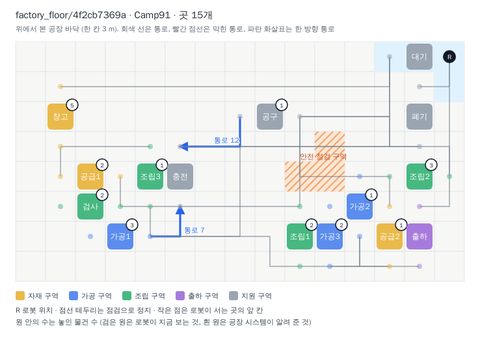 factory_floor/4f2cb7369a · Camp91 · 곳 15개
위에서 본 공장 바닥 (한 칸 3 m). 회색 선은 통로, 빨간 점선은 막힌 통로, 파란 화살표는 한 방향 통로
대기
R
창고
5
공구
1
폐기
통로 12
안전 점검 구역
공급1
2
조립3
1
충전
조립2
3
검사
2
가공2
1
가공1
3
통로 7
조립1
2
가공3
2
공급2
1
출하
자재 구역
가공 구역
조립 구역
출하 구역
지원 구역
R 로봇 위치 · 점선 테두리는 점검으로 정지 · 작은 점은 로봇이 서는 곳의 앞 칸
원 안의 수는 놓인 물건 수 (검은 원은 로봇이 지금 보는 것, 흰 원은 공장 시스템이 알려 준 것)